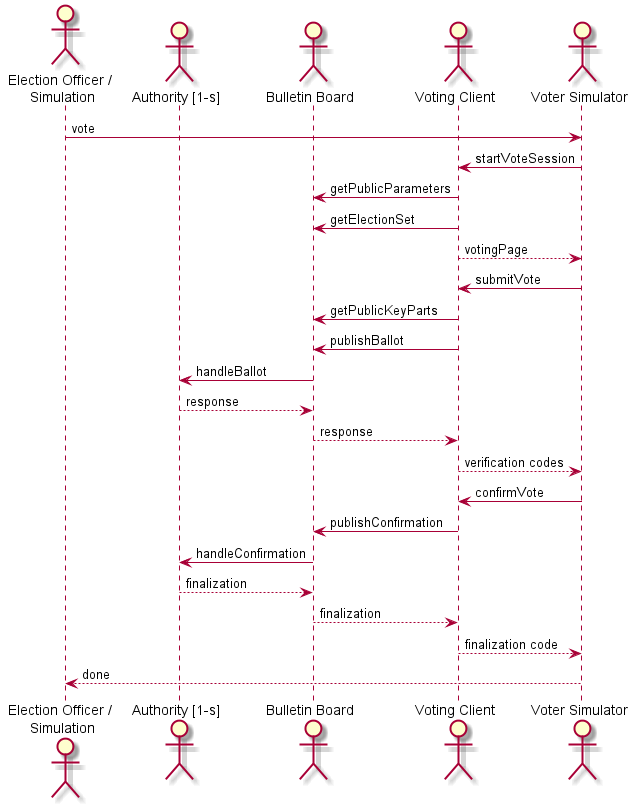 Election Officer /
Simulation
Authority [1-s]
Bulletin Board
Voting Client
Voter Simulator
vote
startVoteSession
getPublicParameters
getElectionSet
votingPage
submitVote
getPublicKeyParts
publishBallot
handleBallot
response
response
verification codes
confirmVote
publishConfirmation
handleConfirmation
finalization
finalization
finalization code
done
Election Officer /
Simulation
Authority [1-s]
Bulletin Board
Voting Client
Voter Simulator